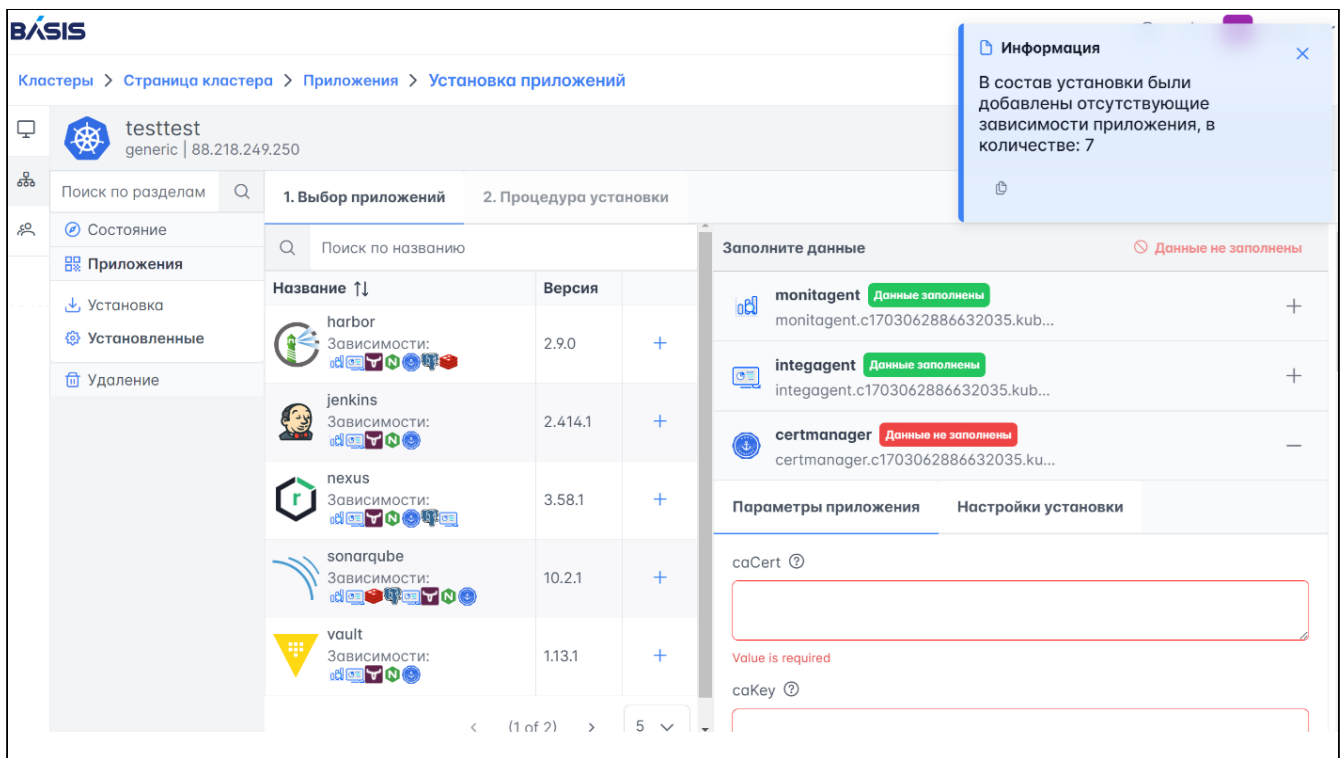 BÁSIS
Информация
В состав установки были
добавлены отсутствующие
зависимости приложения, в
количестве: 7
Кластеры > Страница кластера > Приложения > Установка приложений
testtest
generic | 88.218.249.250
Поиск по разделам
Состояние
Приложения
Установка
Установленные
Удаление
1. Выбор приложений
2. Процедура установки
Поиск по названию
Название
Версия
harbor
Зависимости:
2.9.0
+
jenkins
Зависимости:
2.414.1
+
nexus
Зависимости:
3.58.1
+
sonarqube
Зависимости:
10.2.1
+
vault
Зависимости:
1.13.1
+
< (1 of 2) > 5
Заполните данные
Данные не заполнены
monitagent Данные заполнены
monitagent.c1703062886632035.kub...
integagent Данные заполнены
integagent.c1703062886632035.kub...
certmanager Данные не заполнены
certmanager.c1703062886632035.ku...
Параметры приложения
Настройки установки
caCert
Value is required
caKey